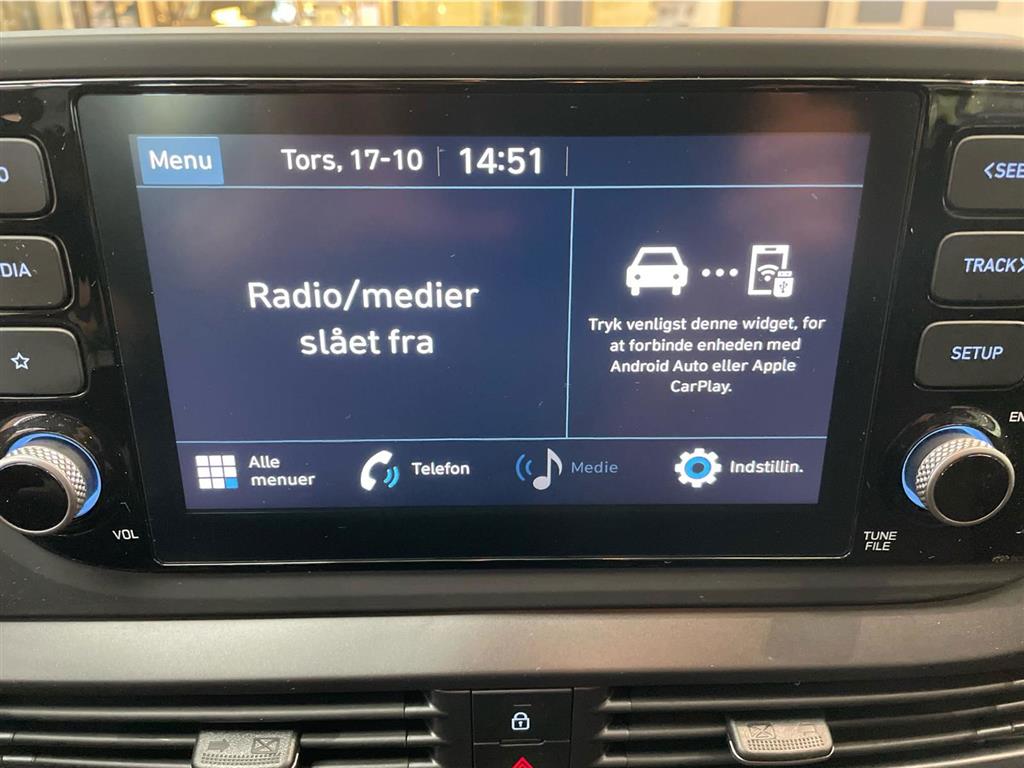 Menu
Tors, 17-10
14:51
Radio/medier
slået fra
Tryk venligst denne widget, for
at forbinde enheden med
Android Auto eller Apple
CarPlay.
Alle
menuer
Telefon
Medie
Indstillin.
VOL
TRACK
SETUP
TUNE
FILE